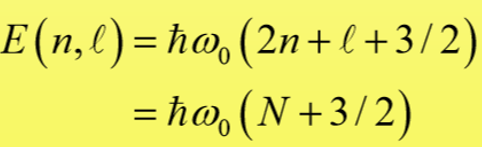 E(n,ℓ) = ħω₀(2n + ℓ + 3/2)
= ħω₀(N + 3/2)